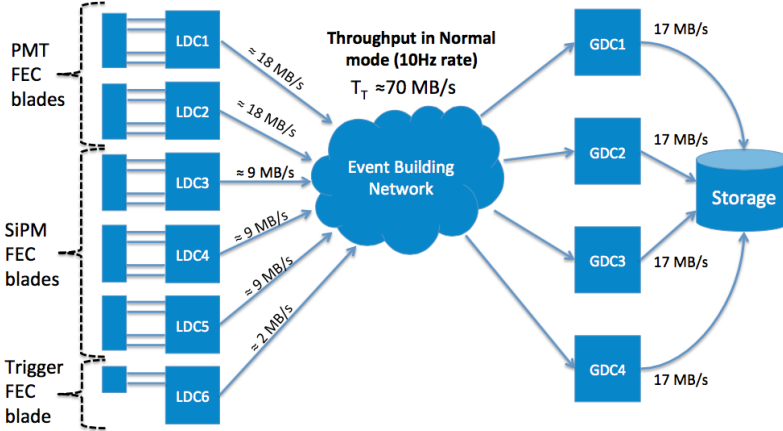 PMT
FEC
blades
SiPM
FEC
blades
Trigger
FEC
blade
LDC1
LDC2
LDC3
LDC4
LDC5
LDC6
≈ 18 MB/s
≈18 MB/s
≈ 9 MB/s
≈ 9 MB/s
≈ 9 MB/s
≈ 2 MB/s
Throughput in Normal
mode (10Hz rate)
T_T ≈70 MB/s
Event Building
Network
GDC1
GDC2
GDC3
GDC4
17 MB/s
17 MB/s
17 MB/s
17 MB/s
Storage